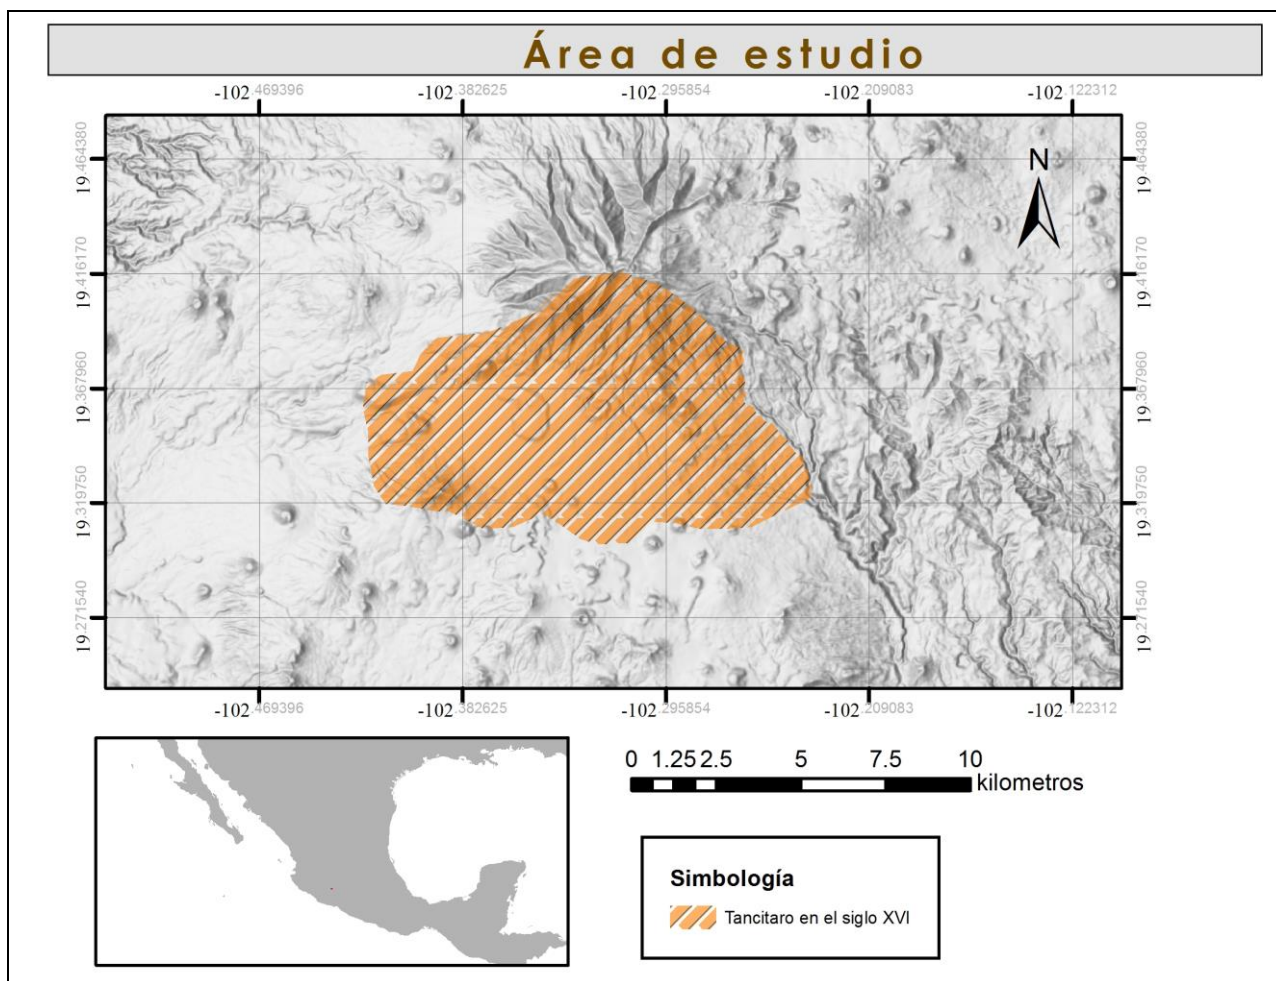 Área de estudio
-102.469396 -102.382625 -102.295854 -102.209083 -102.122312
19.464380 19.464380
N
19.416170 19.416170
19.367960 19.367960
19.319750 19.319750
19.271540 19.271540
-102.469396 -102.382625 -102.295854 -102.209083 -102.122312
0 1.25 2.5 5 7.5 10
kilometros
Simbología
Tancitaro en el siglo XVI